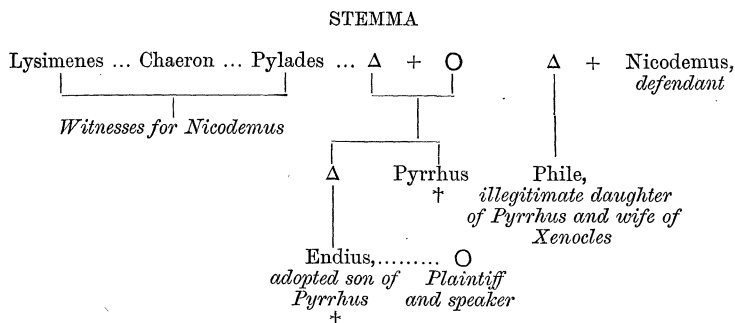 STEMMA
Lysimenes ... Chaeron ... Pylades ... Δ + O Δ + Nicodemus,
defendant
Witnesses for Nicodemus
Δ Pyrrhus † Phile,
illegitimate daughter
of Pyrrhus and wife of
Xenocles
Endius,......... O
adopted son of Plaintiff
Pyrrhus and speaker
†